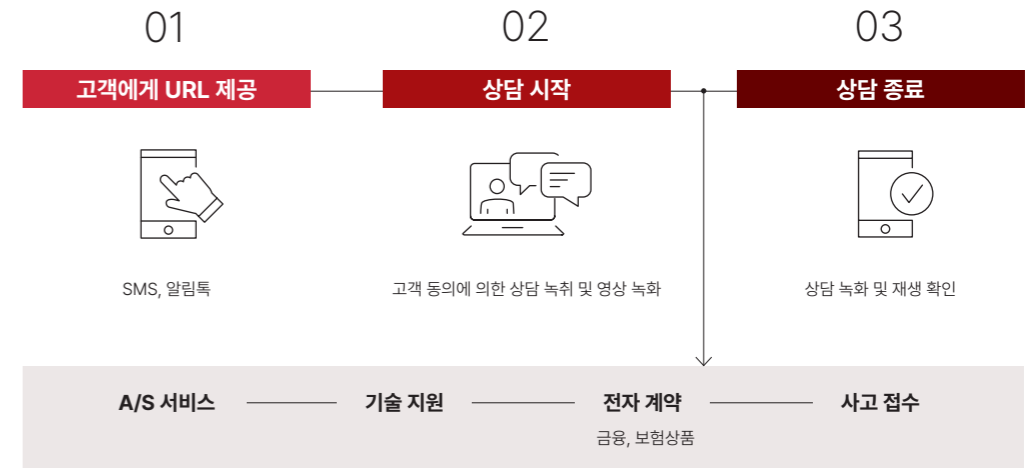 01
02
03
고객에게 URL 제공
상담 시작
상담 종료
SMS, 알림톡
고객 동의에 의한 상담 녹취 및 영상 녹화
상담 녹화 및 재생 확인
A/S 서비스
기술 지원
전자 계약
사고 접수
금융, 보험상품